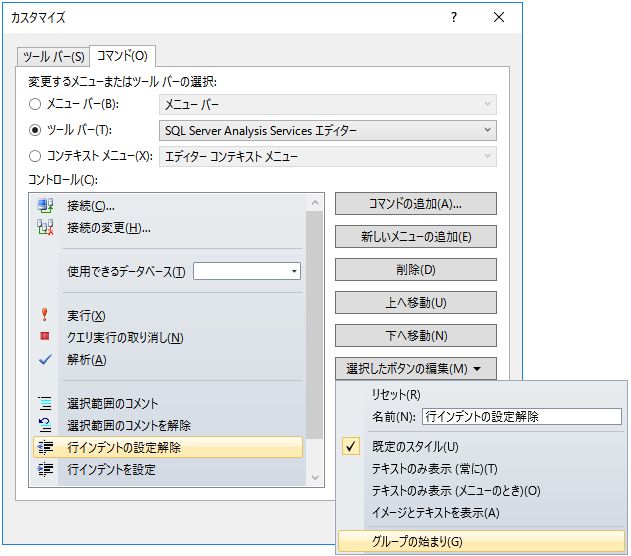 カスタマイズ
ツール バー(S) コマンド(O)
変更するメニューまたはツール バーの選択:
メニュー バー(B): メニュー バー
ツール バー(T): SQL Server Analysis Services エディター
コンテキスト メニュー(X): エディター コンテキスト メニュー
コントロール(C):
接続(C)...
接続の変更(H)...
使用できるデータベース(T)
実行(X)
クエリ実行の取り消し(N)
解析(A)
選択範囲のコメント
選択範囲のコメントを解除
行インデントの設定解除
行インデントを設定
コマンドの追加(A)...
新しいメニューの追加(E)
削除(D)
上へ移動(U)
下へ移動(N)
選択したボタンの編集(M)
リセット(R)
名前(N): 行インデントの設定解除
既定のスタイル(U)
テキストのみ表示 (常に)(T)
テキストのみ表示 (メニューのとき)(O)
イメージとテキストを表示(A)
グループの始まり(G)